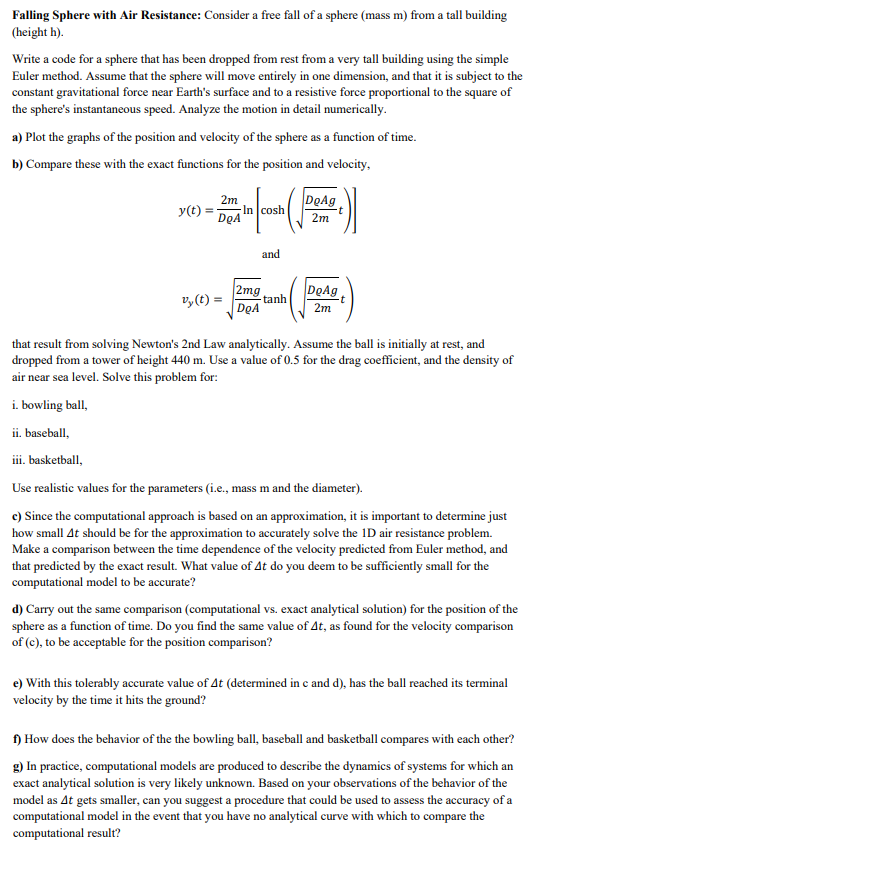 Falling Sphere with Air Resistance: Consider a free fall of a sphere (mass m) from a tall building
(height h).
Write a code for a sphere that has been dropped from rest from a very tall building using the simple
Euler method. Assume that the sphere will move entirely in one dimension, and that it is subject to the
constant gravitational force near Earth's surface and to a resistive force proportional to the square of
the sphere's instantaneous speed. Analyze the motion in detail numerically.
a) Plot the graphs of the position and velocity of the sphere as a function of time.
b) Compare these with the exact functions for the position and velocity,
y(t) = \frac{2m}{DϱA} ln [cosh (\sqrt{\frac{DϱAg}{2m}} t)]
and
v_y(t) = \sqrt{\frac{2mg}{DϱA}} tanh (\sqrt{\frac{DϱAg}{2m}} t)
that result from solving Newton's 2nd Law analytically. Assume the ball is initially at rest, and
dropped from a tower of height 440 m. Use a value of 0.5 for the drag coefficient, and the density of
air near sea level. Solve this problem for:
i. bowling ball,
ii. baseball,
iii. basketball,
Use realistic values for the parameters (i.e., mass m and the diameter).
c) Since the computational approach is based on an approximation, it is important to determine just
how small Δt should be for the approximation to accurately solve the 1D air resistance problem.
Make a comparison between the time dependence of the velocity predicted from Euler method, and
that predicted by the exact result. What value of Δt do you deem to be sufficiently small for the
computational model to be accurate?
d) Carry out the same comparison (computational vs. exact analytical solution) for the position of the
sphere as a function of time. Do you find the same value of Δt, as found for the velocity comparison
of (c), to be acceptable for the position comparison?
e) With this tolerably accurate value of Δt (determined in c and d), has the ball reached its terminal
velocity by the time it hits the ground?
f) How does the behavior of the the bowling ball, baseball and basketball compares with each other?
g) In practice, computational models are produced to describe the dynamics of systems for which an
exact analytical solution is very likely unknown. Based on your observations of the behavior of the
model as Δt gets smaller, can you suggest a procedure that could be used to assess the accuracy of a
computational model in the event that you have no analytical curve with which to compare the
computational result?